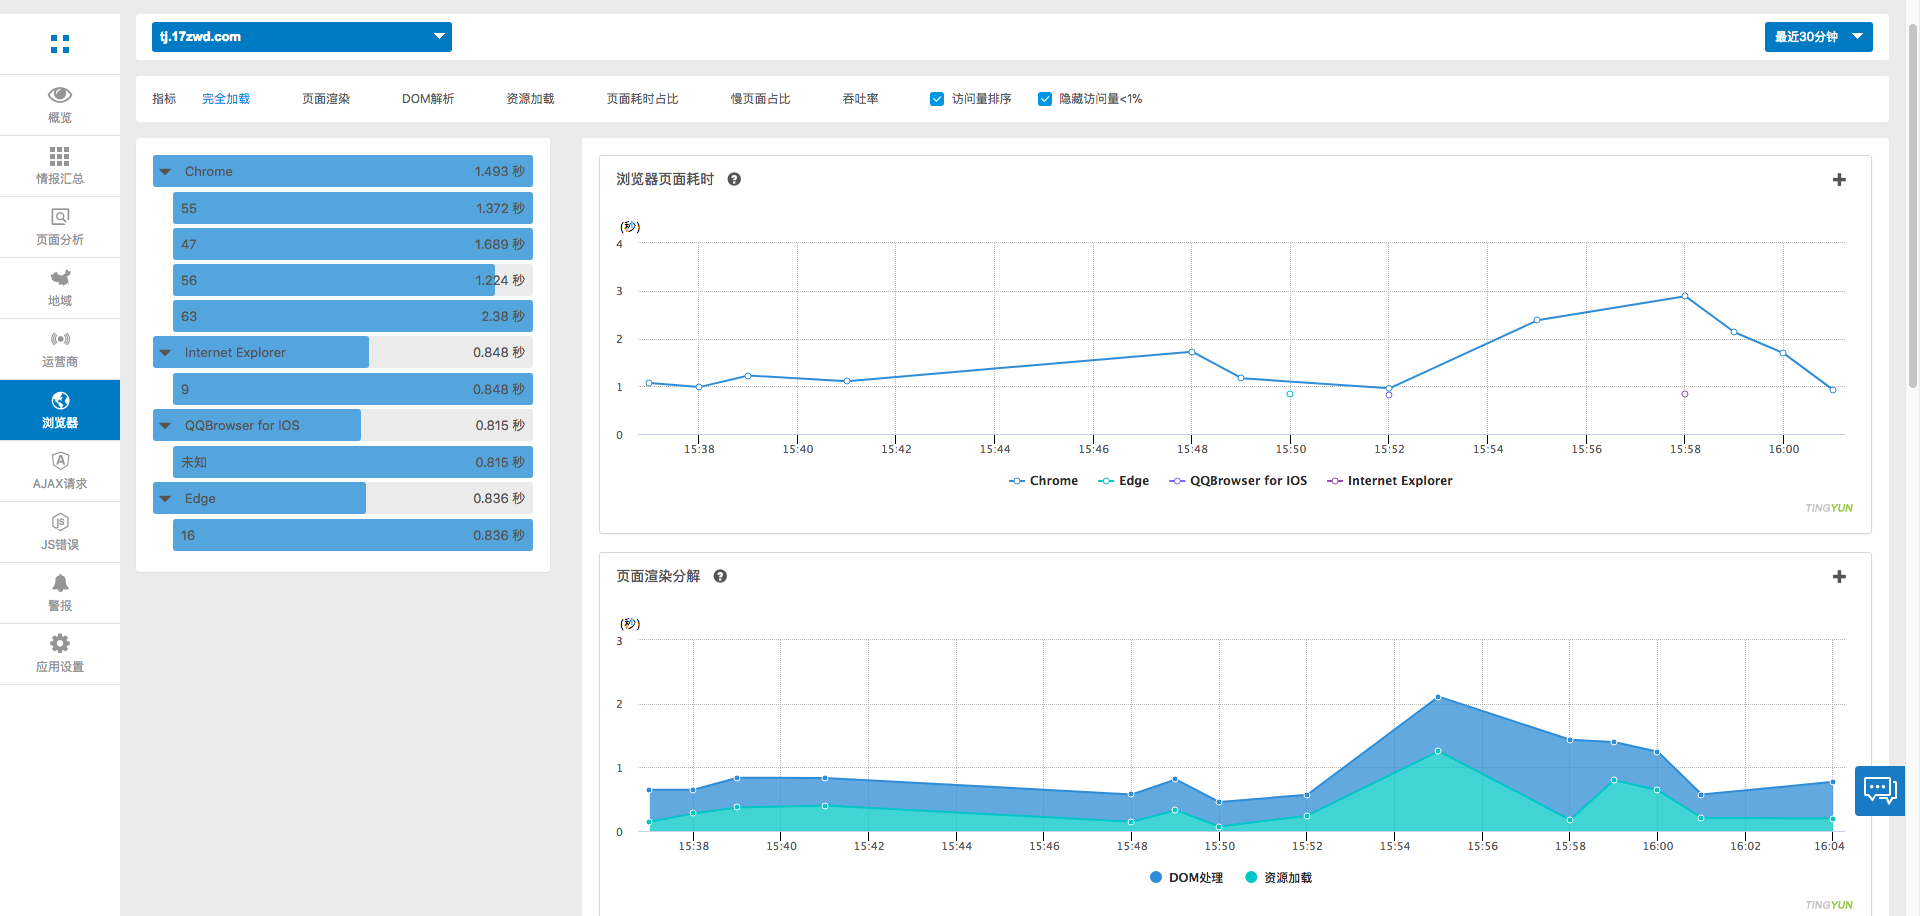 tj.17zwd.com
最近30分钟
概览
情报汇总
页面分析
地域
运营商
浏览器
AJAX请求
JS错误
警报
应用设置
指标 完全加载 页面渲染 DOM解析 资源加载 页面耗时占比 慢页面占比 吞吐率 访问量排序 隐藏访问量<1%
Chrome 1.493 秒
55 1.372 秒
47 1.689 秒
56 1.224 秒
63 2.38 秒
Internet Explorer 0.848 秒
9 0.848 秒
QQBrowser for IOS 0.815 秒
未知 0.815 秒
Edge 0.836 秒
16 0.836 秒
浏览器页面耗时
(秒)
4
3
2
1
0
15:38 15:40 15:42 15:44 15:46 15:48 15:50 15:52 15:54 15:56 15:58 16:00
Chrome Edge QQBrowser for IOS Internet Explorer
TINGYUN
页面渲染分解
(秒)
3
2
1
0
15:38 15:40 15:42 15:44 15:46 15:48 15:50 15:52 15:54 15:56 15:58 16:00 16:02 16:04
DOM处理 资源加载
TINGYUN